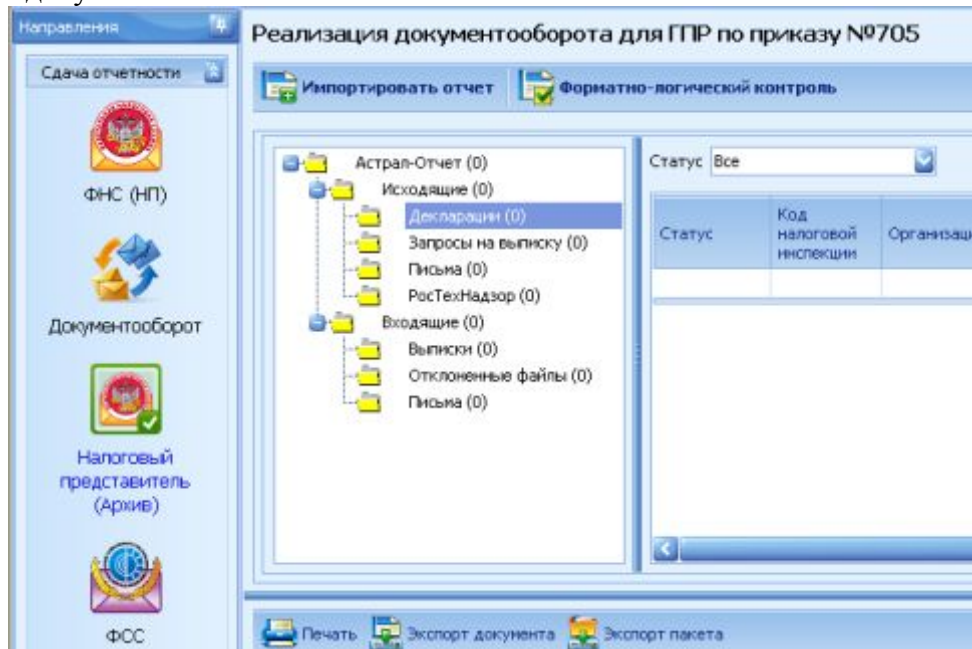 Направления
Сдача отчетности
ФНС (НП)
Документооборот
Налоговый
представитель
(Архив)
ФСС
Реализация документооборота для ГПР по приказу №705
Импортировать отчет
Форматно-логический контроль
Астрал-Отчет (0)
Исходящие (0)
Декларации (0)
Запросы на выписку (0)
Письма (0)
РосТехНадзор (0)
Входящие (0)
Выписки (0)
Отклоненные файлы (0)
Письма (0)
Статус Все
Статус
Код
налоговой
инспекции
Организаци
Печать
Экспорт документа
Экспорт пакета